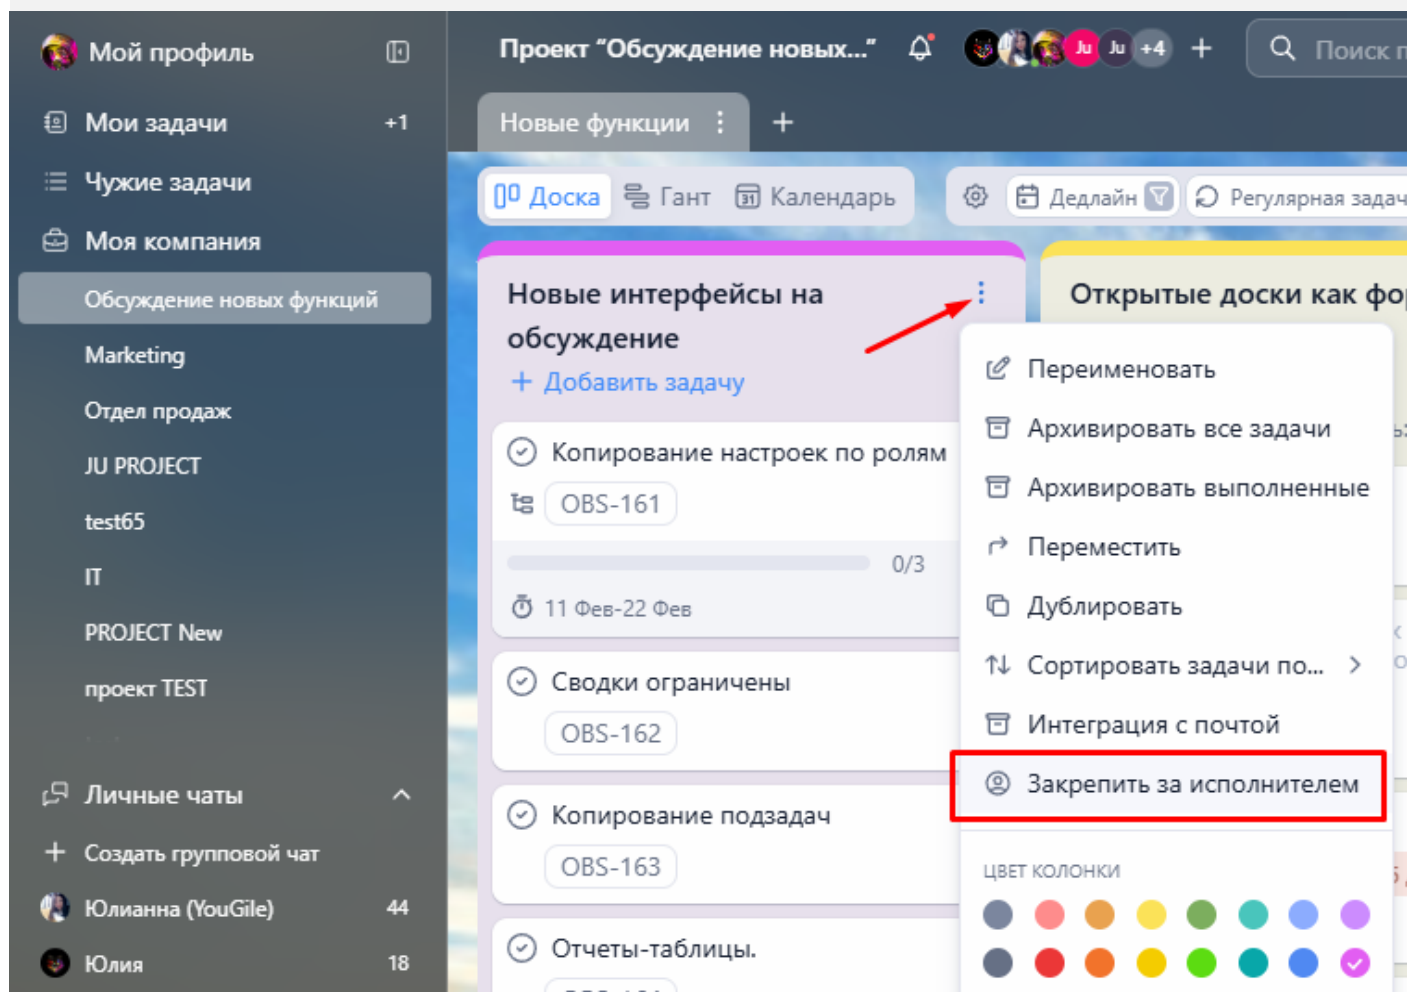 Мой профиль
Мои задачи +1
Чужие задачи
Моя компания
Обсуждение новых функций
Marketing
Отдел продаж
JU PROJECT
test65
IT
PROJECT New
проект TEST
Личные чаты
Создать групповой чат
Юлианна (YouGile) 44
Юлия 18
Проект “Обсуждение новых...” Ju Ju +4 +
Поиск п
Новые функции +
Доска Гант 31 Календарь Дедлайн Регулярная задач
Новые интерфейсы на
обсуждение
+ Добавить задачу
Копирование настроек по ролям
OBS-161
0/3
11 Фев-22 Фев
Сводки ограничены
OBS-162
Копирование подзадач
OBS-163
Отчеты-таблицы.
Открытые доски как фо
Переименовать
Архивировать все задачи
Архивировать выполненные
Переместить
Дублировать
Сортировать задачи по...
Интеграция с почтой
Закрепить за исполнителем
ЦВЕТ КОЛОНКИ